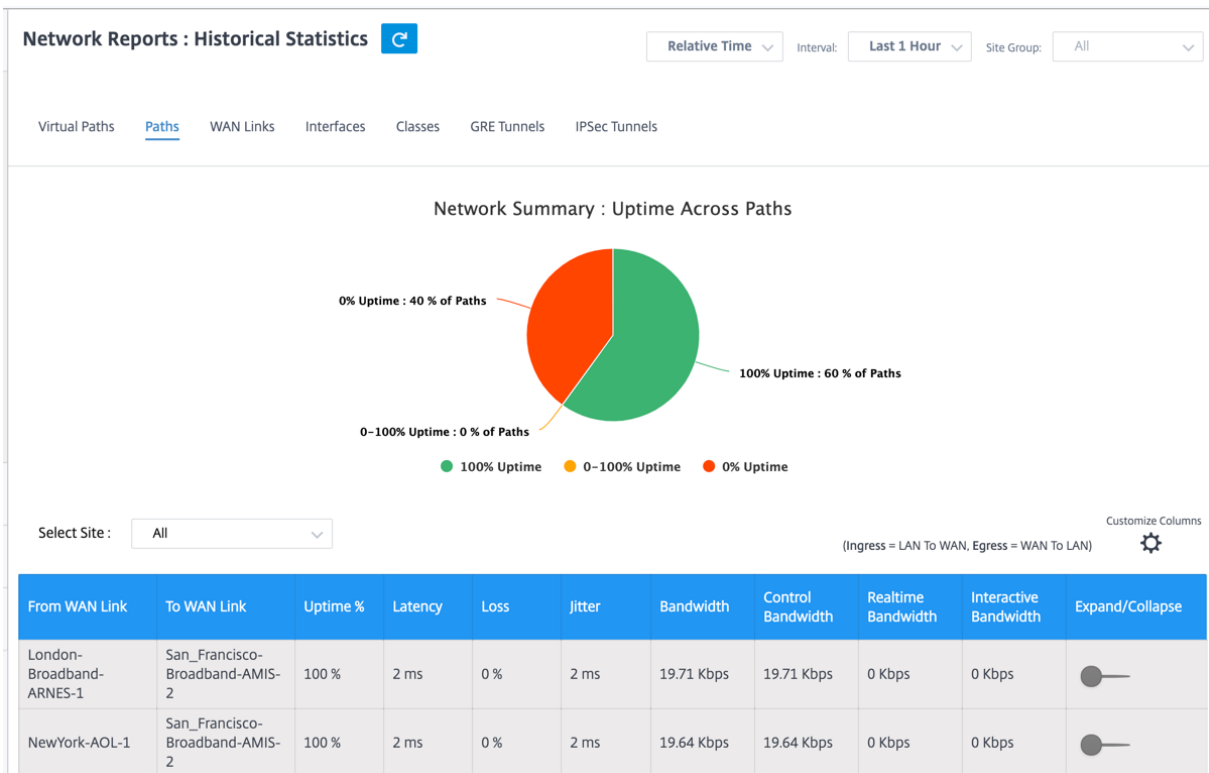 Network Reports : Historical Statistics
Relative Time
Interval:
Last 1 Hour
Site Group:
All
Virtual Paths
Paths
WAN Links
Interfaces
Classes
GRE Tunnels
IPSec Tunnels
Network Summary : Uptime Across Paths
0% Uptime : 40 % of Paths
100% Uptime : 60 % of Paths
0-100% Uptime : 0 % of Paths
100% Uptime
0-100% Uptime
0% Uptime
Select Site :
All
Customize Columns
(Ingress = LAN To WAN, Egress = WAN To LAN)
From WAN Link
To WAN Link
Uptime %
Latency
Loss
Jitter
Bandwidth
Control
Bandwidth
Realtime
Bandwidth
Interactive
Bandwidth
Expand/Collapse
London-
Broadband-
ARNES-1
San_Francisco-
Broadband-AMIS-
2
100 %
2 ms
0 %
2 ms
19.71 Kbps
19.71 Kbps
0 Kbps
0 Kbps
NewYork-AOL-1
San_Francisco-
Broadband-AMIS-
2
100 %
2 ms
0 %
2 ms
19.64 Kbps
19.64 Kbps
0 Kbps
0 Kbps